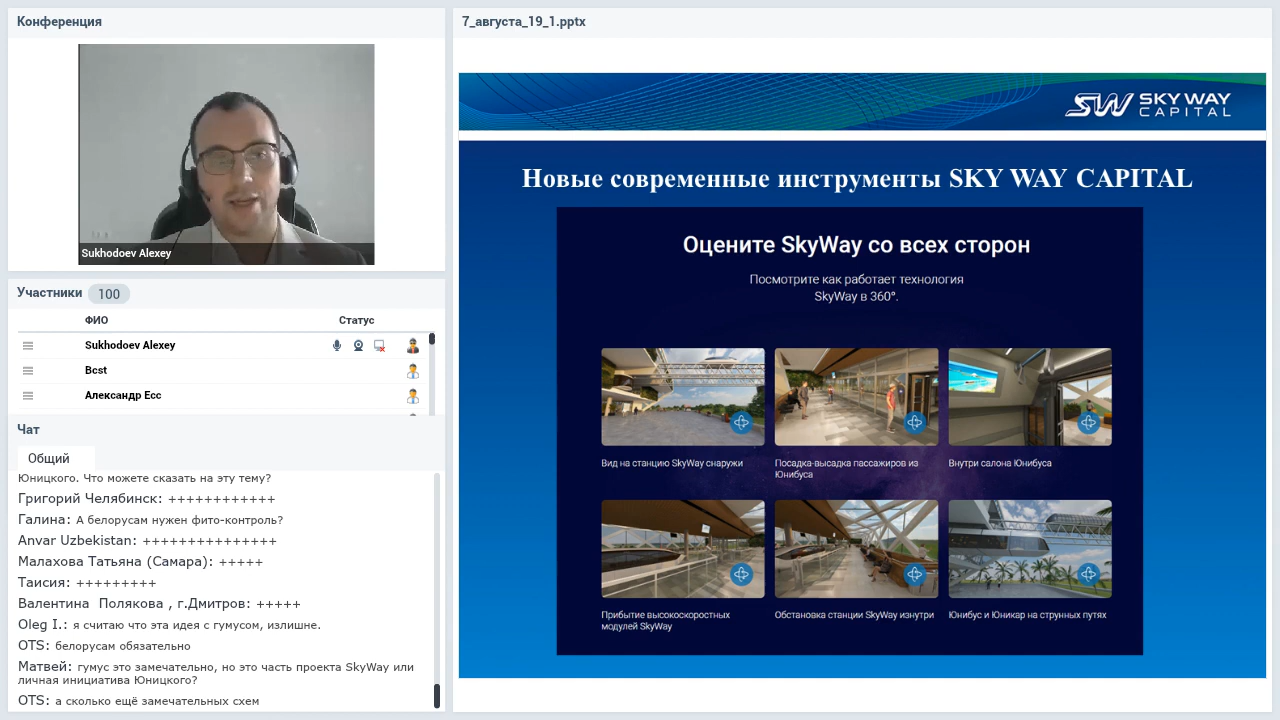 Конференция
Sukhodoev Alexey
Участники 100
ФИО Статус
Sukhodoev Alexey
Bcst
Александр Есс
Чат
Общий
Юницкого. Что можете сказать на эту тему?
Григорий Челябинск: ++++++++++++
Галина: А белорусам нужен фито-контроль?
Anvar Uzbekistan: +++++++++++++++
Малахова Татьяна (Самара): +++++
Таисия: +++++++++
Валентина Полякова , г.Дмитров: +++++
Oleg I.: я считаю что эта идея с гумусом, излишне.
OTS: белорусам обязательно
Матвей: гумус это замечательно, но это часть проекта SkyWay или
личная инициатива Юницкого?
OTS: а сколько ещё замечательных схем
7_августа_19_1.pptx
SW SKY WAY
CAPITAL
Новые современные инструменты SKY WAY CAPITAL
Оцените SkyWay со всех сторон
Посмотрите как работает технология
SkyWay в 360°.
Вид на станцию SkyWay снаружи
Посадка-высадка пассажиров из
Юнибуса
Внутри салона Юнибуса
Прибытие высокоскоростных
модулей SkyWay
Обстановка станции SkyWay изнутри
Юнибус и Юникар на струнных путях